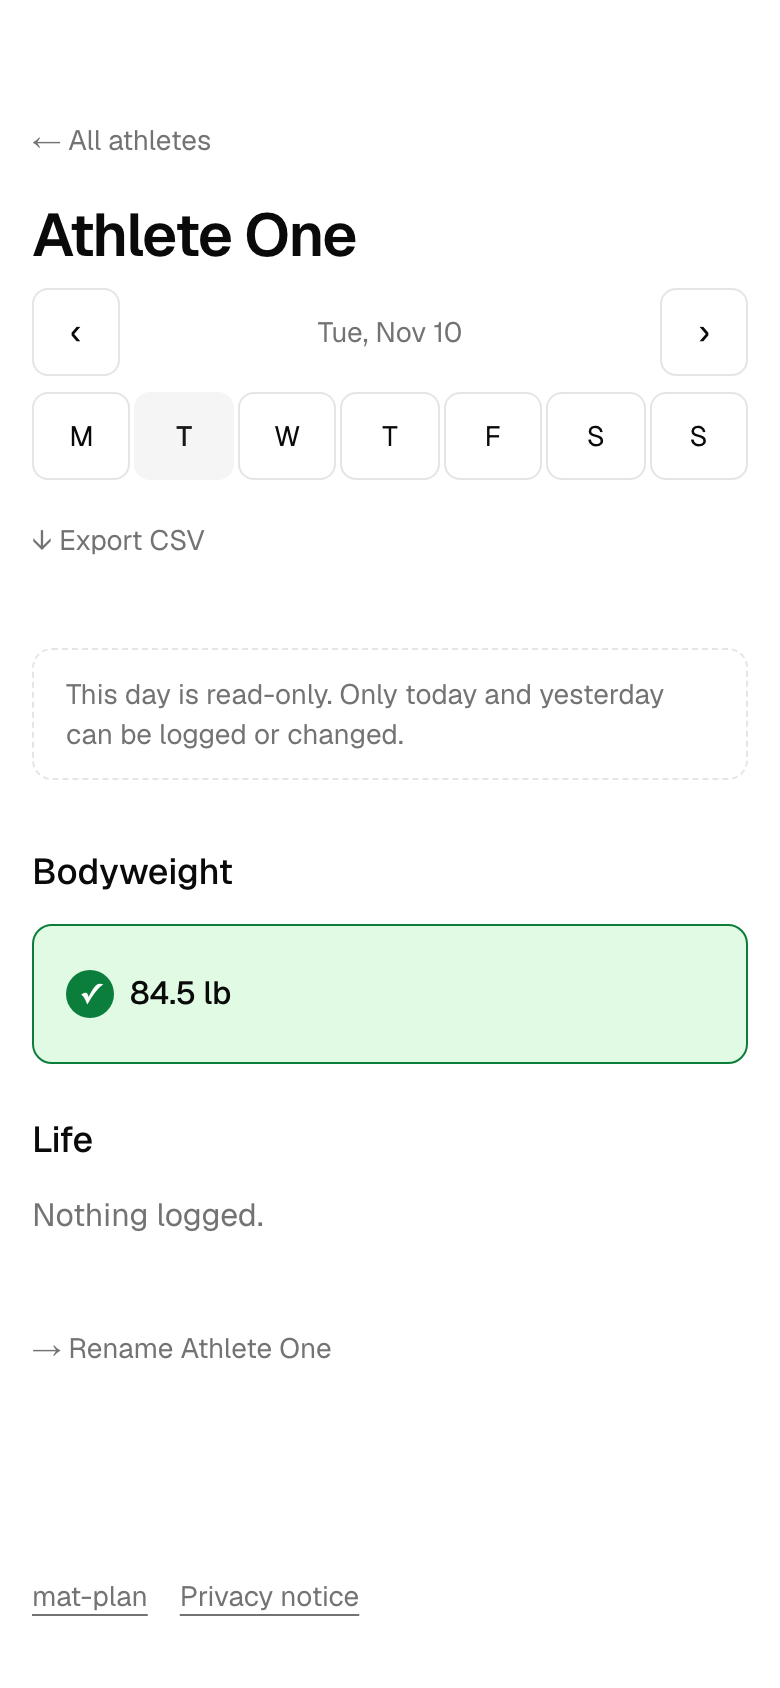 ← All athletes
Athlete One
‹ Tue, Nov 10 ›
M T W T F S S
↓ Export CSV
This day is read-only. Only today and yesterday
can be logged or changed.
Bodyweight
✓ 84.5 lb
Life
Nothing logged.
→ Rename Athlete One
mat-plan Privacy notice